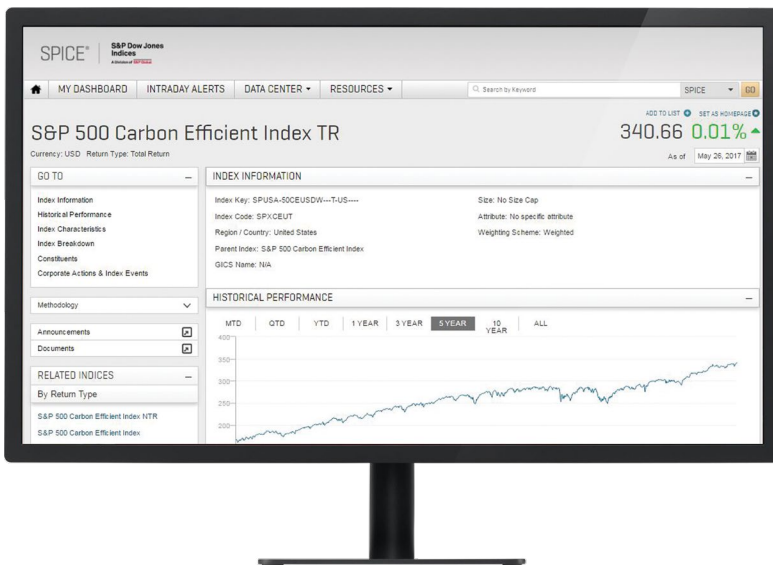 SPICE®
S&P Dow Jones
Indices
A Division of S&P Global
MY DASHBOARD INTRADAY ALERTS DATA CENTER RESOURCES Search by Keyword SPICE GO
ADD TO LIST SET AS HOMEPAGE
S&P 500 Carbon Efficient Index TR 340.66 0.01%
Currency: USD Return Type: Total Return As of May 26, 2017
GO TO
Index Information
Historical Performance
Index Characteristics
Index Breakdown
Constituents
Corporate Actions & Index Events
Methodology
Announcements
Documents
RELATED INDICES
By Return Type
S&P 500 Carbon Efficient Index NTR
S&P 500 Carbon Efficient Index
INDEX INFORMATION
Index Key: SPUSA-50CEUSDW---T-US----
Index Code: SPXCEUT
Region / Country: United States
Parent Index: S&P 500 Carbon Efficient Index
GICS Name: N/A
Size: No Size Cap
Attribute: No specific attribute
Weighting Scheme: Weighted
HISTORICAL PERFORMANCE
MTD QTD YTD 1 YEAR 3 YEAR 5 YEAR 10 YEAR ALL
400
350
300
250
200